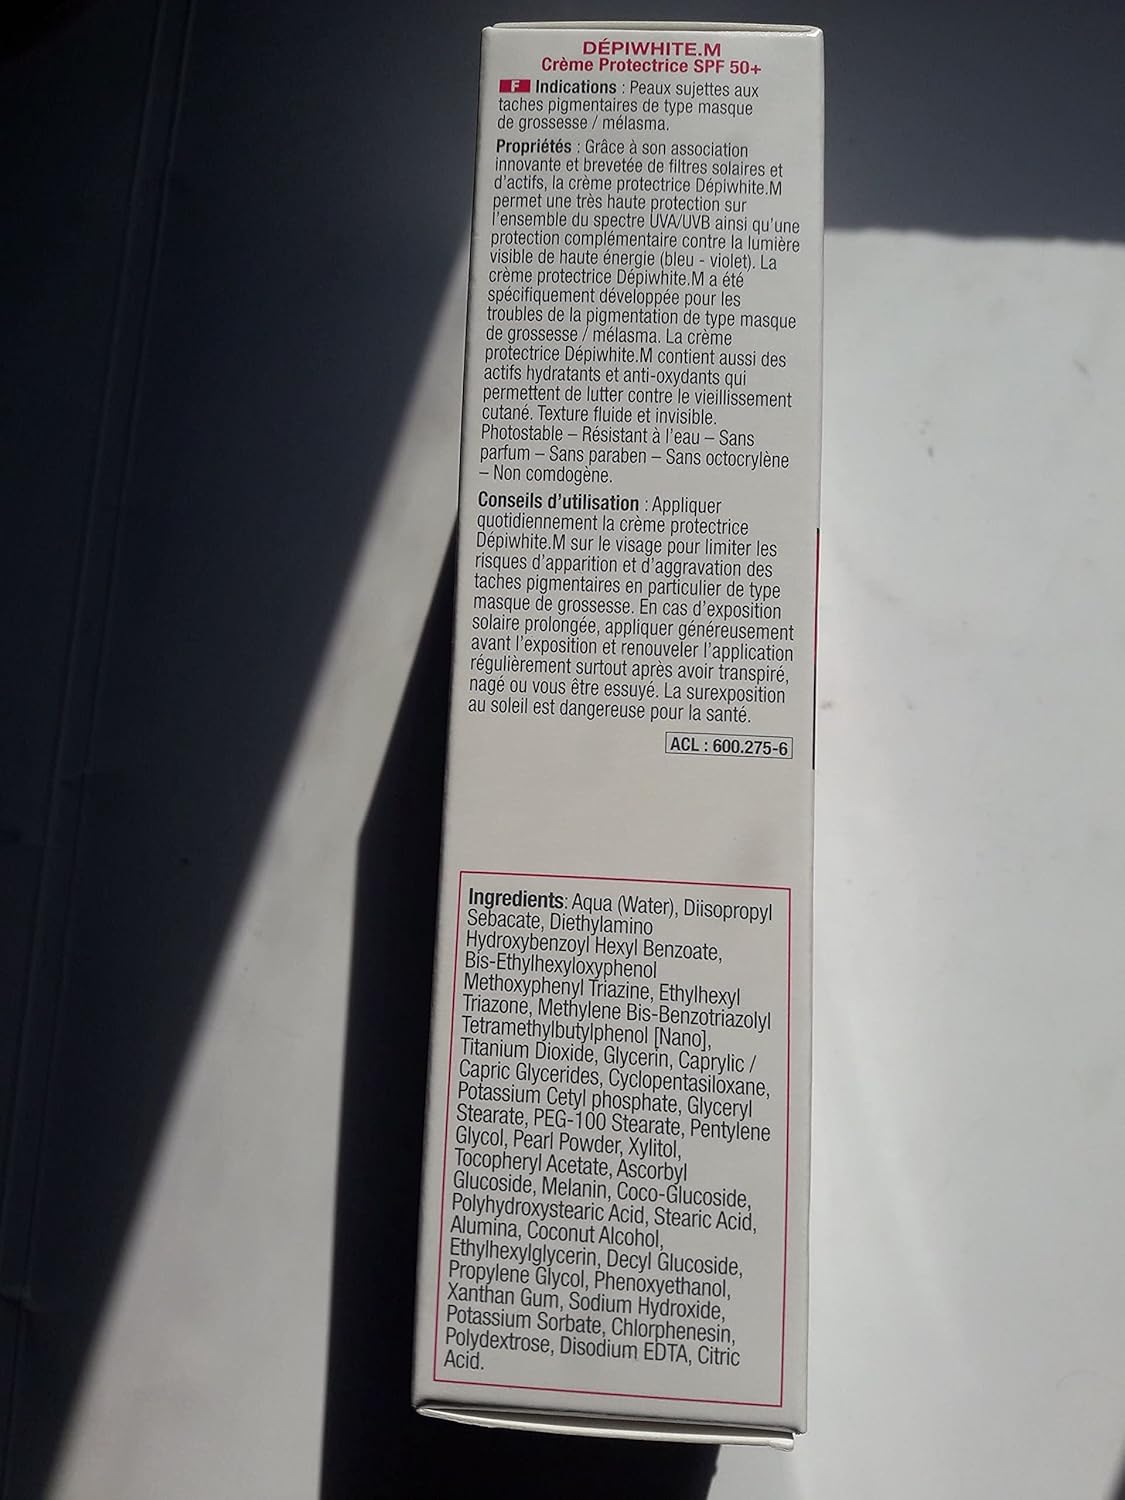 DÉPIWHITE.M
Crème Protectrice SPF 50+
F Indications : Peaux sujettes aux
taches pigmentaires de type masque
de grossesse / mélasma.
Propriétés : Grâce à son association
innovante et brevetée de filtres solaires et
d'actifs, la crème protectrice Dépiwhite.M
permet une très haute protection sur
l'ensemble du spectre UVA/UVB ainsi qu'une
protection complémentaire contre la lumière
visible de haute énergie (bleu - violet). La
crème protectrice Dépiwhite.M a été
spécifiquement développée pour les
troubles de la pigmentation de type masque
de grossesse / mélasma. La crème
protectrice Dépiwhite.M contient aussi des
actifs hydratants et anti-oxydants qui
permettent de lutter contre le vieillissement
cutané. Texture fluide et invisible.
Photostable – Résistant à l'eau – Sans
parfum – Sans paraben – Sans octocrylène
– Non comdogène.
Conseils d'utilisation : Appliquer
quotidiennement la crème protectrice
Dépiwhite.M sur le visage pour limiter les
risques d'apparition et d'aggravation des
taches pigmentaires en particulier de type
masque de grossesse. En cas d'exposition
solaire prolongée, appliquer généreusement
avant l'exposition et renouveler l'application
régulièrement surtout après avoir transpiré,
nagé ou vous être essuyé. La surexposition
au soleil est dangereuse pour la santé.
ACL : 600.275-6
Ingredients: Aqua (Water), Diisopropyl
Sebacate, Diethylamino
Hydroxybenzoyl Hexyl Benzoate,
Bis-Ethylhexyloxyphenol
Methoxyphenyl Triazine, Ethylhexyl
Triazone, Methylene Bis-Benzotriazolyl
Tetramethylbutylphenol [Nano],
Titanium Dioxide, Glycerin, Caprylic /
Capric Glycerides, Cyclopentasiloxane,
Potassium Cetyl phosphate, Glyceryl
Stearate, PEG-100 Stearate, Pentylene
Glycol, Pearl Powder, Xylitol,
Tocopheryl Acetate, Ascorbyl
Glucoside, Melanin, Coco-Glucoside,
Polyhydroxystearic Acid, Stearic Acid,
Alumina, Coconut Alcohol,
Ethylhexylglycerin, Decyl Glucoside,
Propylene Glycol, Phenoxyethanol,
Xanthan Gum, Sodium Hydroxide,
Potassium Sorbate, Chlorphenesin,
Polydextrose, Disodium EDTA, Citric
Acid.